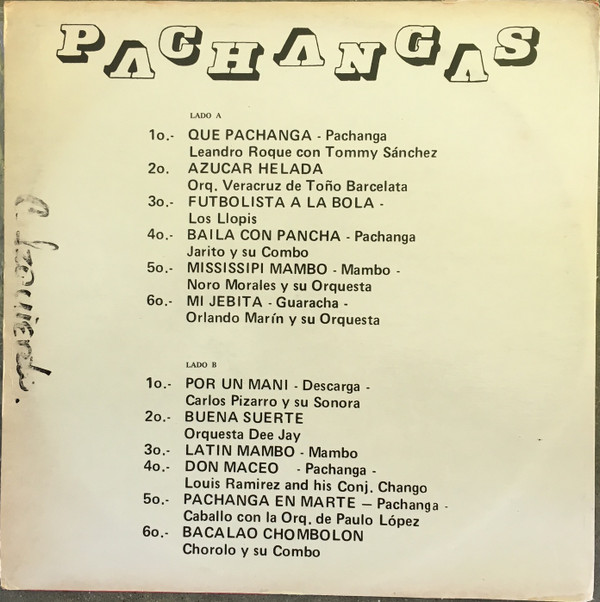 PACHANGAS
LADO A
1o.- QUE PACHANGA - Pachanga
Leandro Roque con Tommy Sánchez
2o. AZUCAR HELADA
Orq. Veracruz de Toño Barcelata
3o.- FUTBOLISTA A LA BOLA -
Los Llopis
4o.- BAILA CON PANCHA - Pachanga
Jarito y su Combo
5o.- MISSISSIPI MAMBO - Mambo -
Noro Morales y su Orquesta
6o.- MI JEBITA - Guaracha -
Orlando Marín y su Orquesta
LADO B
1o.- POR UN MANI - Descarga -
Carlos Pizarro y su Sonora
2o.- BUENA SUERTE
Orquesta Dee Jay
3o.- LATIN MAMBO - Mambo
4o.- DON MACEO - Pachanga -
Louis Ramirez and his Conj. Chango
5o.- PACHANGA EN MARTE — Pachanga -
Caballo con la Orq. de Paulo López
6o.- BACALAO CHOMBOLON
Chorolo y su Combo